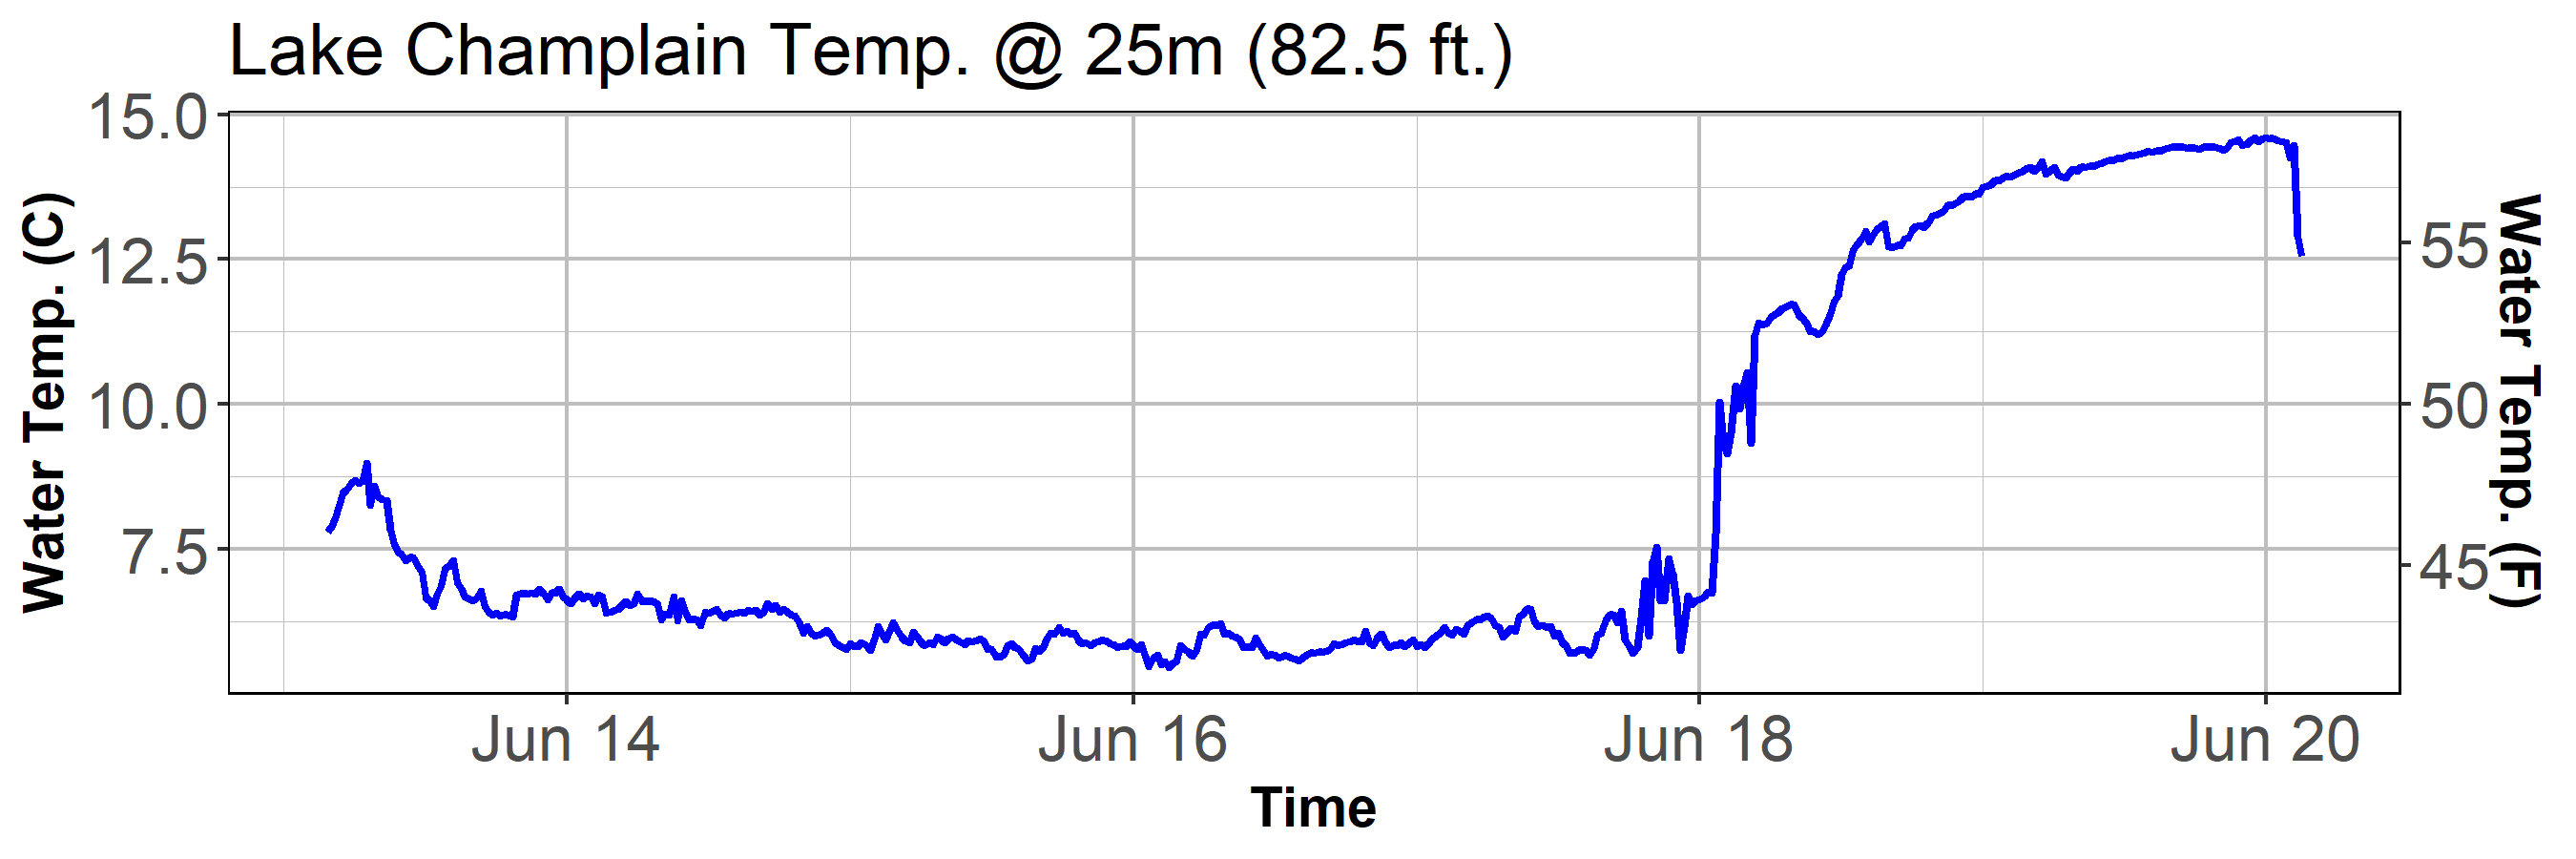 Lake Champlain Temp. @ 25m (82.5 ft.)
Water Temp. (C)
15.0
12.5
10.0
7.5
Water Temp. (F)
55
50
45
Jun 14
Jun 16
Jun 18
Jun 20
Time